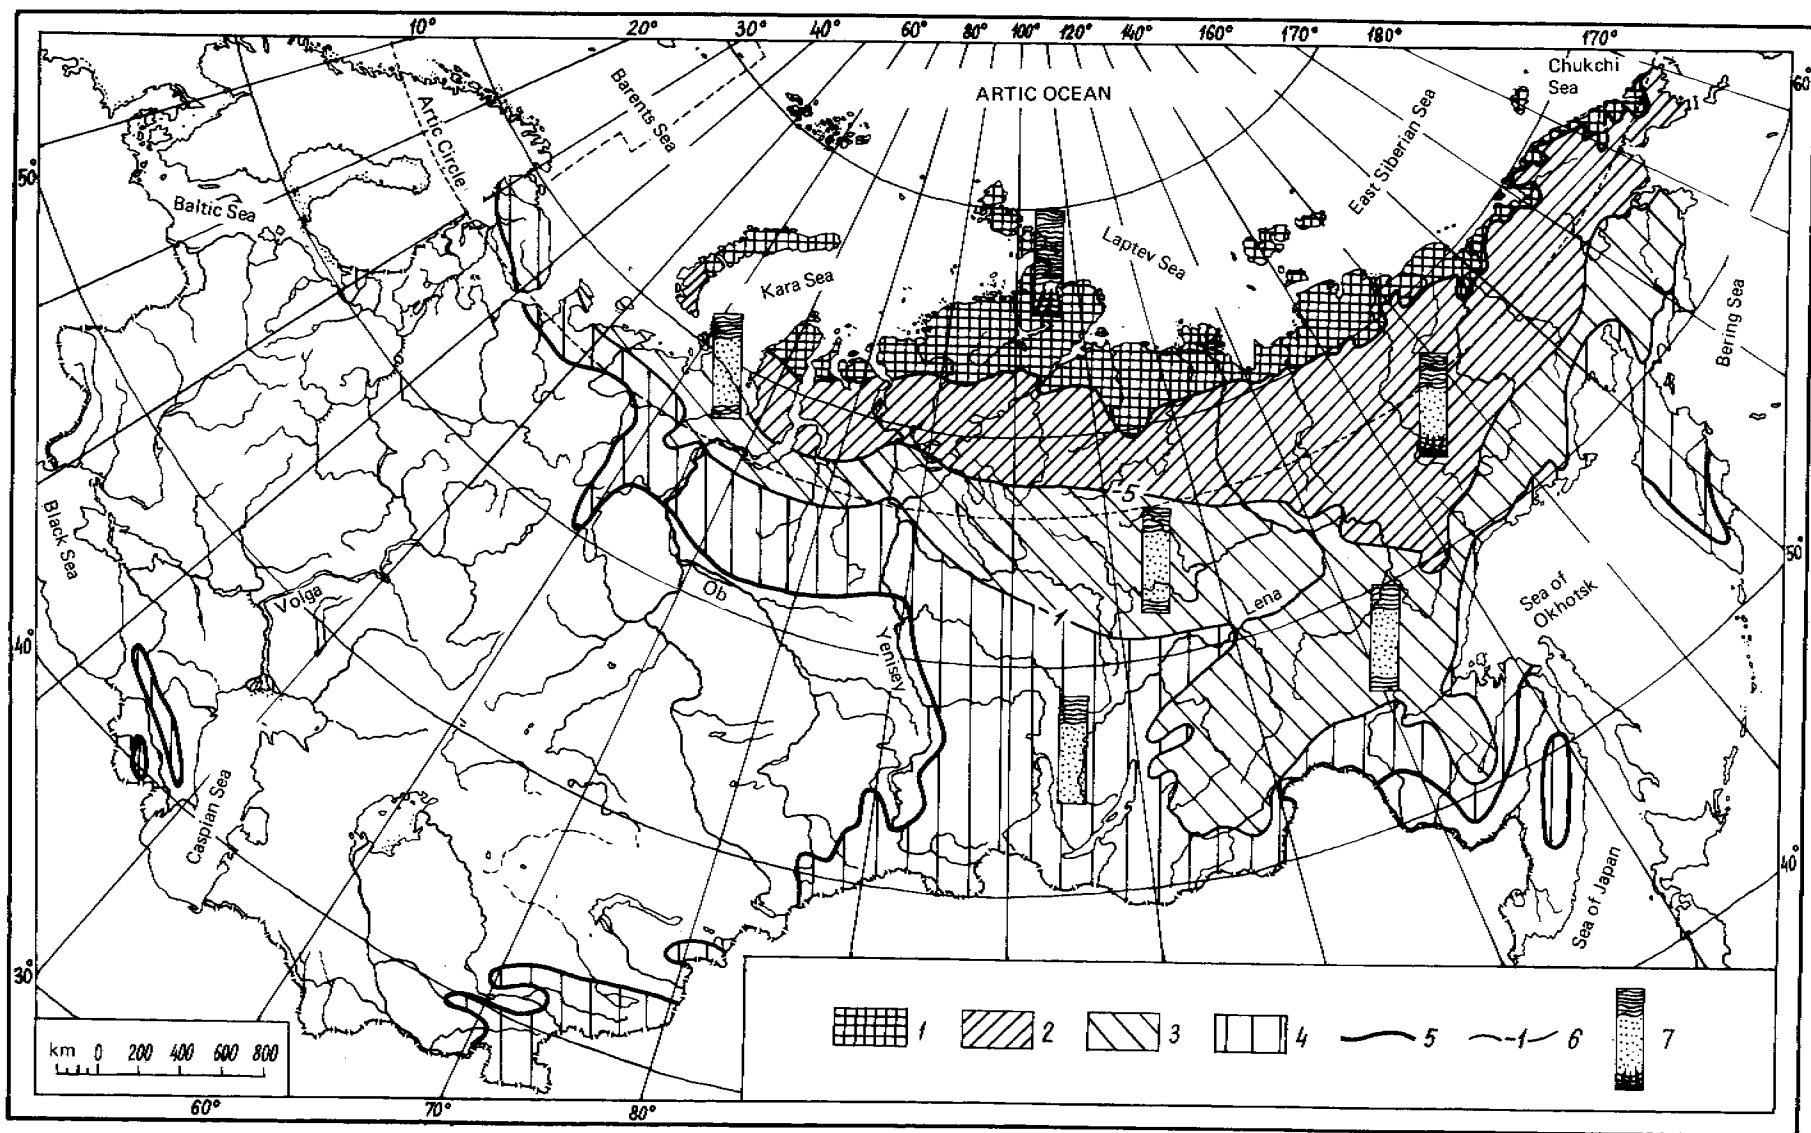 10° 20° 30° 40° 60° 80° 100° 120° 140° 160° 170° 180° 170°
60°
Chukchi
Sea
ARTIC OCEAN
Barents Sea
Artic Circle
East Siberian Sea
50°
Baltic Sea
Laptev Sea
Kara Sea
Bering Sea
-5
Black Sea
50°
Ob
Volga
Lena
Sea of
Okhotsk
-1
40°
Yenisey
Caspian Sea
40°
Sea of Japan
30°
km 0 200 400 600 800
1 2 3 4 5 -1 6 7
60° 70° 80°